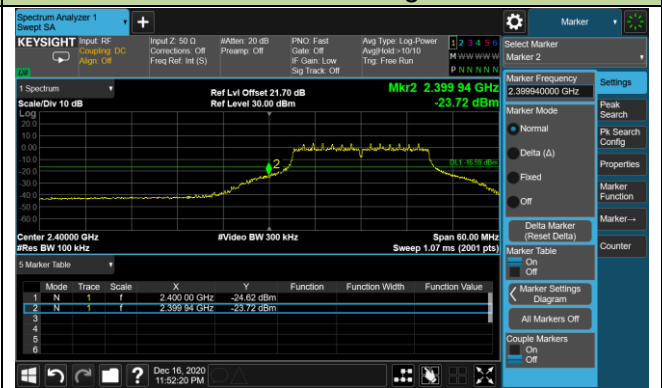 Spectrum Analyzer 1
Swept SA
+
Marker
KEYSIGHT
Input: RF
Coupling: DC
Align: Off
Input Z: 50 Ω
Corrections: Off
Freq Ref: Int (S)
#Atten: 20 dB
Preamp: Off
PNO: Fast
Gate: Off
IF Gain: Low
Sig Track: Off
Avg Type: Log-Power
Avg|Hold:>10/10
Trig: Free Run
1 2 3 4 5 6
M W W W W W
P N N N N N
LXI
Select Marker
Marker 2
1 Spectrum
Scale/Div 10 dB
Log
Ref Lvl Offset 21.70 dB
Ref Level 30.00 dBm
Mkr2 2.399 94 GHz
-23.72 dBm
20.0
10.0
0.00
-10.0
-20.0
-30.0
-40.0
-50.0
-60.0
2
DL1 -16.59 dBm
Center 2.40000 GHz
#Res BW 100 kHz
#Video BW 300 kHz
Span 60.00 MHz
Sweep 1.07 ms (2001 pts)
5 Marker Table
Mode Trace Scale X Y Function Function Width Function Value
1 N 1 f 2.400 00 GHz -24.62 dBm
2 N 1 f 2.399 94 GHz -23.72 dBm
3
4
5
6
Marker Frequency
2.399940000 GHz
Marker Mode
Normal
Delta (Δ)
Fixed
Off
Delta Marker
(Reset Delta)
Marker Table
On
Off
Marker Settings
Diagram
All Markers Off
Couple Markers
On
Off
Settings
Peak
Search
Pk Search
Config
Properties
Marker
Function
Marker→
Counter
?
Dec 16, 2020
11:52:20 PM